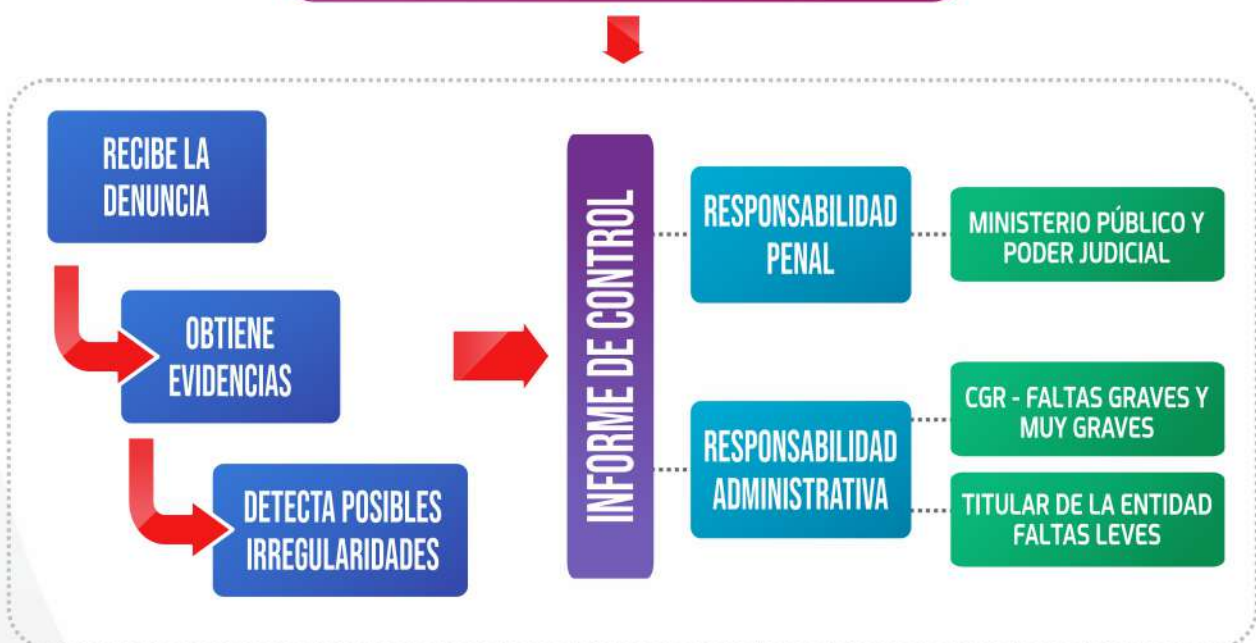 RECIBE LA
DENUNCIA
OBTIENE
EVIDENCIAS
DETECTA POSIBLES
IRREGULARIDADES
INFORME DE CONTROL
RESPONSABILIDAD
PENAL
MINISTERIO PÚBLICO Y
PODER JUDICIAL
RESPONSABILIDAD
ADMINISTRATIVA
CGR - FALTAS GRAVES Y
MUY GRAVES
TITULAR DE LA ENTIDAD
FALTAS LEVES